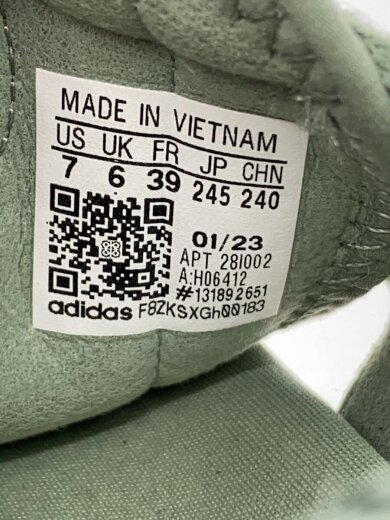 MADE IN VIETNAM
US UK FR JP CHN
7 6 39 245 240
01/23
APT 28I002
A:H06412
#131892651
adidas F8ZKSXGh00183